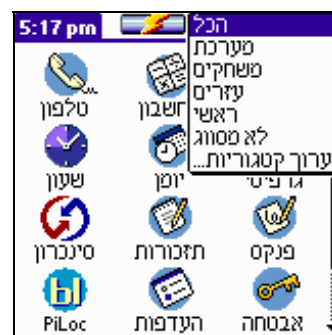 5:17 pm
הכל
מערכת
משחקים
עזרים
ראשי
לא מסווג
ערוך קטגוריות...
טלפון
חשבון
שעון
יומן
גרפיטי
סינכרון
תזכורות
פנקס
PiLoc
העדפות
אבטחה